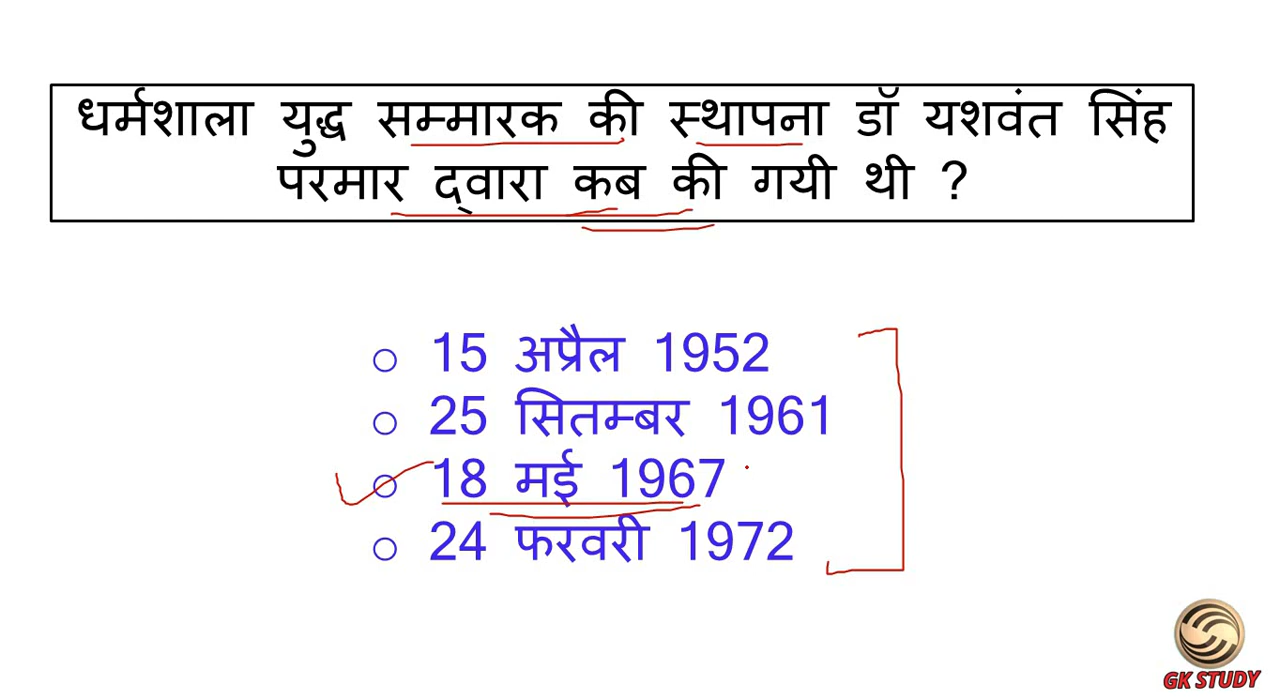 धर्मशाला युद्ध सम्मारक की स्थापना डॉ यशवंत सिंह
परमार द्वारा कब की गयी थी ?
○ 15 अप्रैल 1952
○ 25 सितम्बर 1961
○ 18 मई 1967
○ 24 फरवरी 1972
GK STUDY